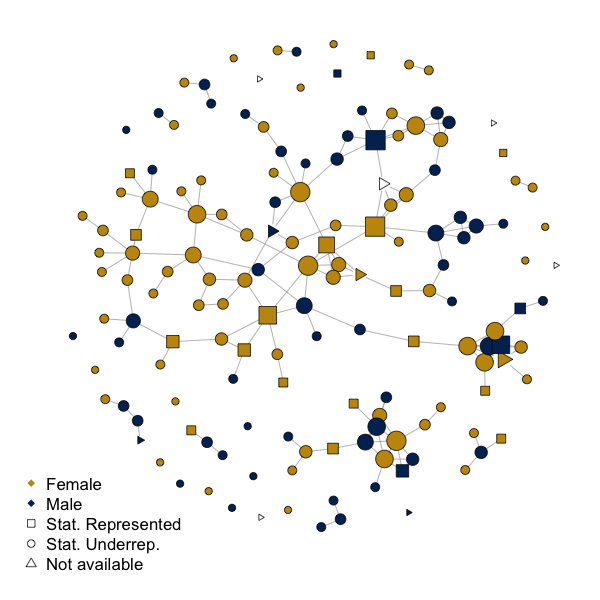 Female
Male
Stat. Represented
Stat. Underrep.
Not available